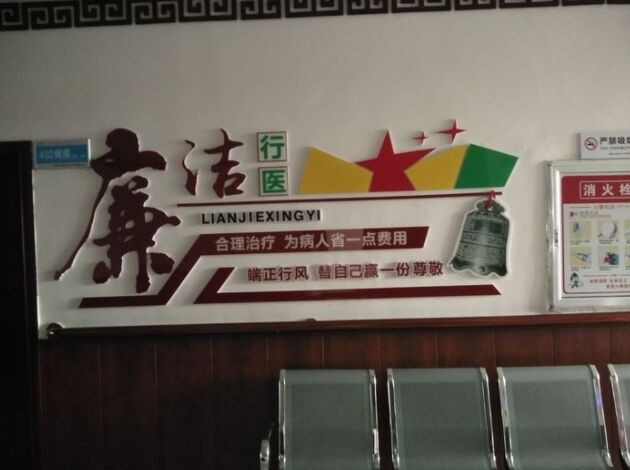 402病房
廉洁
行医
LIANJIEXINGYI
合理治疗 为病人省一点费用
端正行风 替自己赢一份尊敬
严禁吸
消火栓